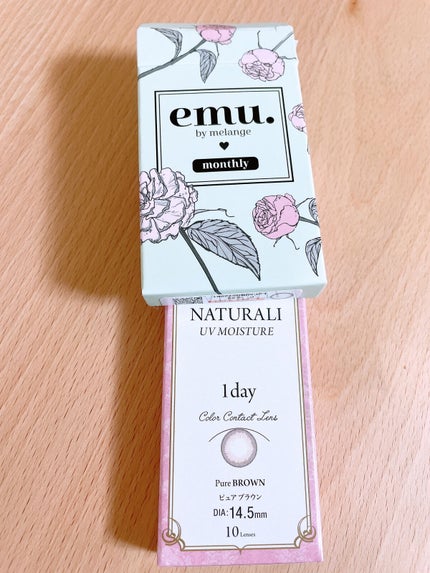 emu.
by melange
monthly
NATURALI
UV MOISTURE
1day
Color Contact Lens
Pure BROWN
ピュア ブラウン
DIA: 14.5mm
10 Lenses